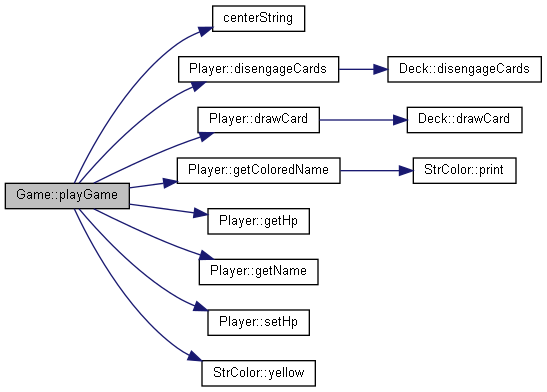 centerString
Player::disengageCards
Deck::disengageCards
Player::drawCard
Deck::drawCard
Player::getColoredName
StrColor::print
Game::playGame
Player::getHp
Player::getName
Player::setHp
StrColor::yellow